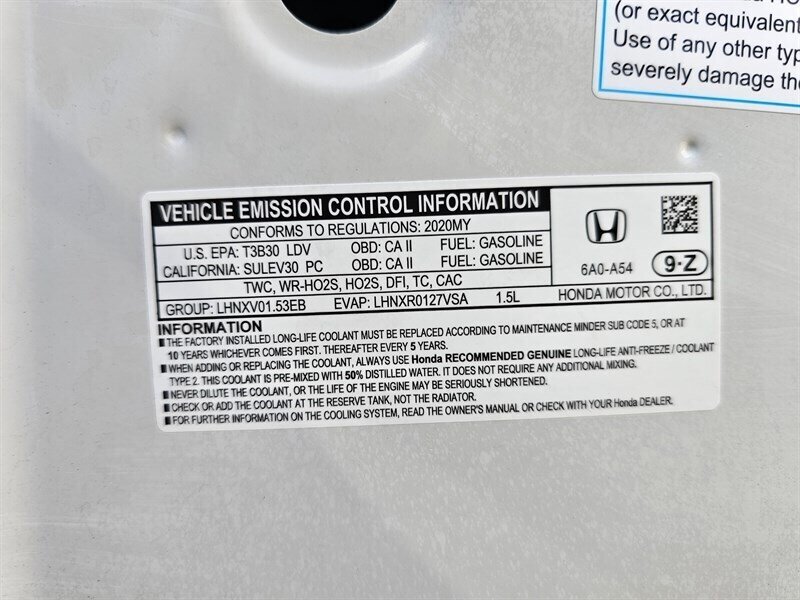 (or exact equivalent
Use of any other typ
severely damage the
VEHICLE EMISSION CONTROL INFORMATION
CONFORMS TO REGULATIONS: 2020MY
U.S. EPA: T3B30 LDV OBD: CA II FUEL: GASOLINE
CALIFORNIA: SULEV30 PC OBD: CA II FUEL: GASOLINE
TWC, WR-HO2S, HO2S, DFI, TC, CAC
GROUP: LHNXV01.53EB EVAP: LHNXR0127VSA 1.5L
6A0-A54
9·Z
HONDA MOTOR CO., LTD.
INFORMATION
THE FACTORY INSTALLED LONG-LIFE COOLANT MUST BE REPLACED ACCORDING TO MAINTENANCE MINDER SUB CODE 5, OR AT
10 YEARS WHICHEVER COMES FIRST. THEREAFTER EVERY 5 YEARS.
WHEN ADDING OR REPLACING THE COOLANT, ALWAYS USE Honda RECOMMENDED GENUINE LONG-LIFE ANTI-FREEZE / COOLANT
TYPE 2. THIS COOLANT IS PRE-MIXED WITH 50% DISTILLED WATER. IT DOES NOT REQUIRE ANY ADDITIONAL MIXING.
NEVER DILUTE THE COOLANT, OR THE LIFE OF THE ENGINE MAY BE SERIOUSLY SHORTENED.
CHECK OR ADD THE COOLANT AT THE RESERVE TANK, NOT THE RADIATOR.
FOR FURTHER INFORMATION ON THE COOLING SYSTEM, READ THE OWNER'S MANUAL OR CHECK WITH YOUR Honda DEALER.